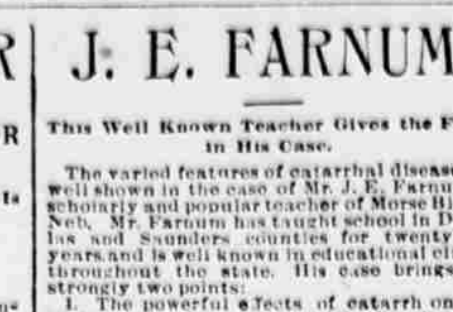 R
J. E. FARNUM
R
This Well Known Teacher Gives the F
in His Case.
The varied features of catarrhal disease
well shown in the case of Mr. J. E. Farnu
ts
scholarly and popular teacher of Morse Bl
Neb. Mr. Farnum has taught school in D
las and Saunders counties for twenty
years and is well known in educational ci
throughout the state. His case brings
strongly two points:
1. The powerful effects of catarrh on